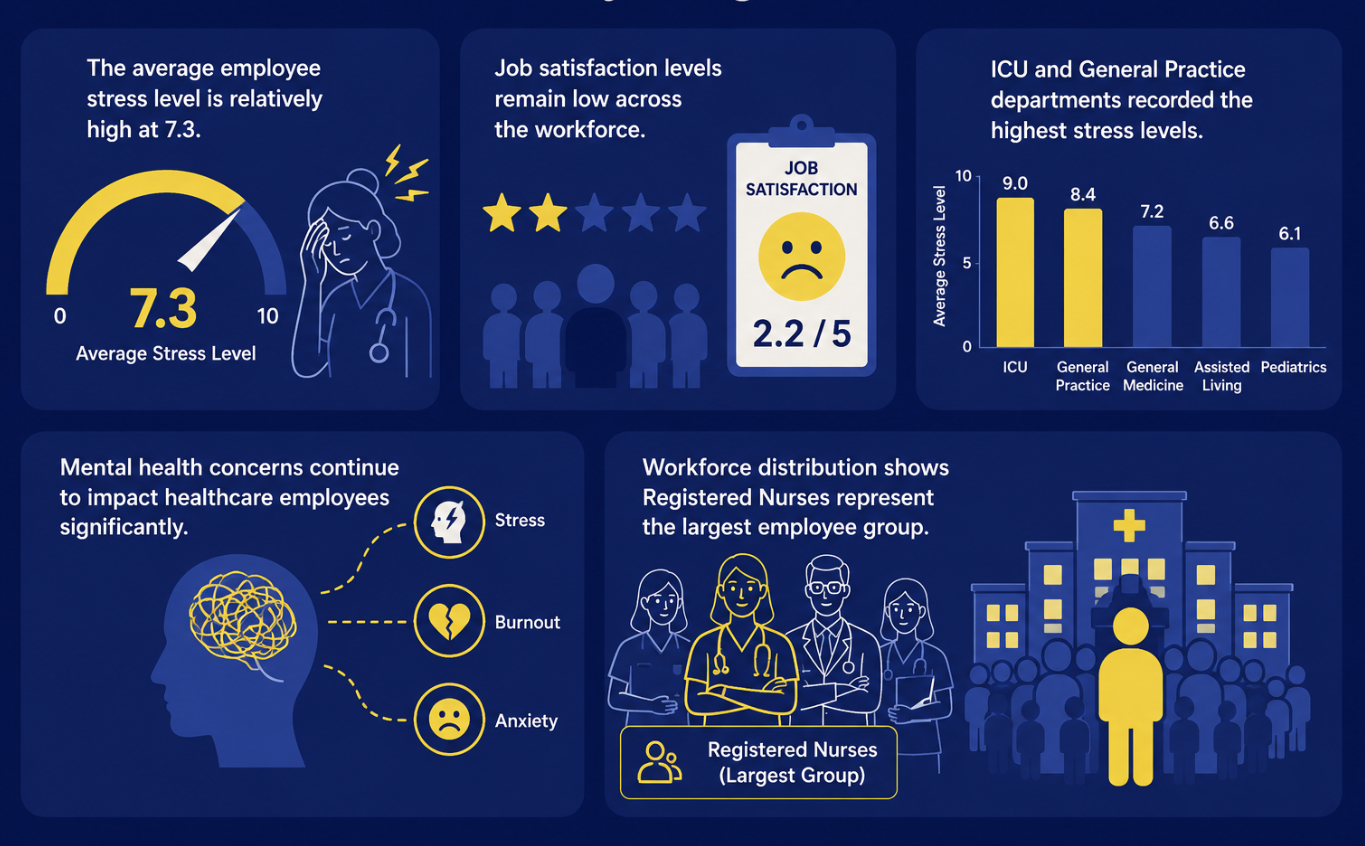 The average employee
stress level is relatively
high at 7.3.
0
7.3
10
Average Stress Level
Job satisfaction levels
remain low across
the workforce.
JOB
SATISFACTION
2.2 / 5
ICU and General Practice
departments recorded the
highest stress levels.
Average Stress Level
10
5
0
9.0
8.4
7.2
6.6
6.1
ICU
General
Practice
General
Medicine
Assisted
Living
Pediatrics
Mental health concerns continue
to impact healthcare employees
significantly.
Stress
Burnout
Anxiety
Workforce distribution shows
Registered Nurses represent
the largest employee group.
Registered Nurses
(Largest Group)